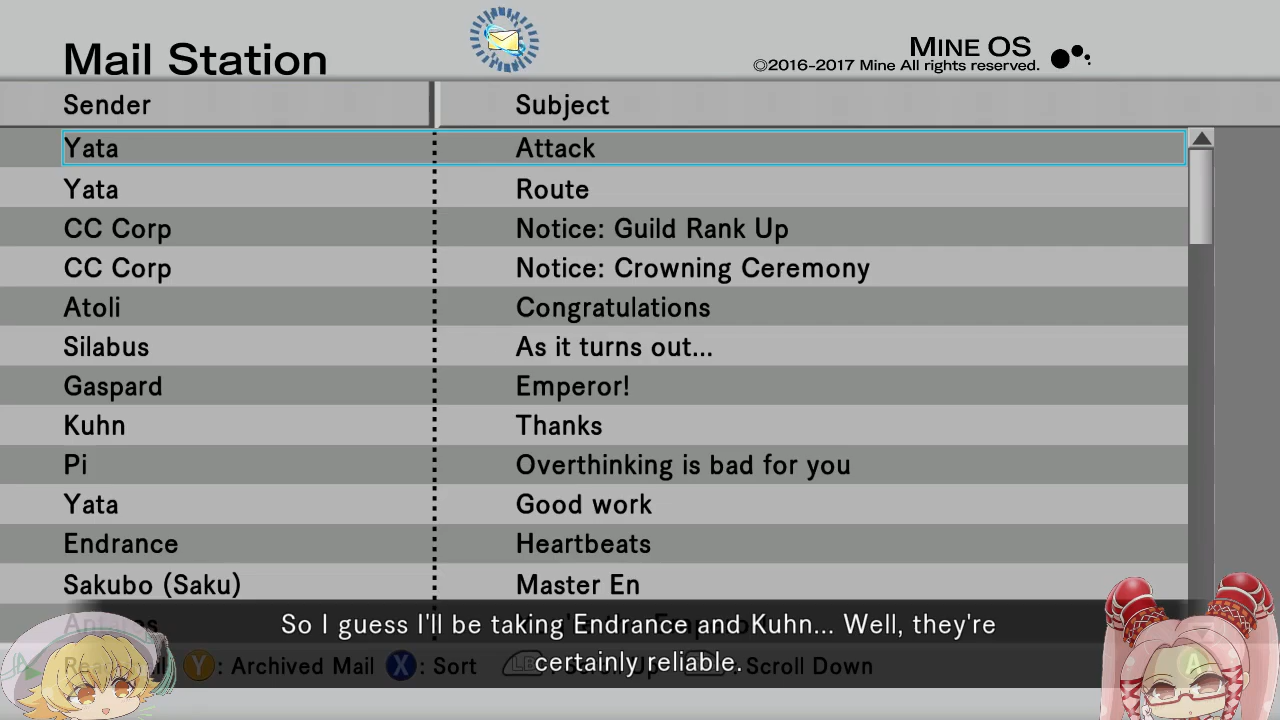 Mail Station
MINE OS
©2016-2017 Mine All rights reserved.
Sender Subject
Yata Attack
Yata Route
CC Corp Notice: Guild Rank Up
CC Corp Notice: Crowning Ceremony
Atoli Congratulations
Silabus As it turns out...
Gaspard Emperor!
Kuhn Thanks
Pi Overthinking is bad for you
Yata Good work
Endrance Heartbeats
Sakubo (Saku) Master En
So I guess I'll be taking Endrance and Kuhn... Well, they're
certainly reliable.
Y : Archived Mail X : Sort LB : Scroll Up : Scroll Down
A